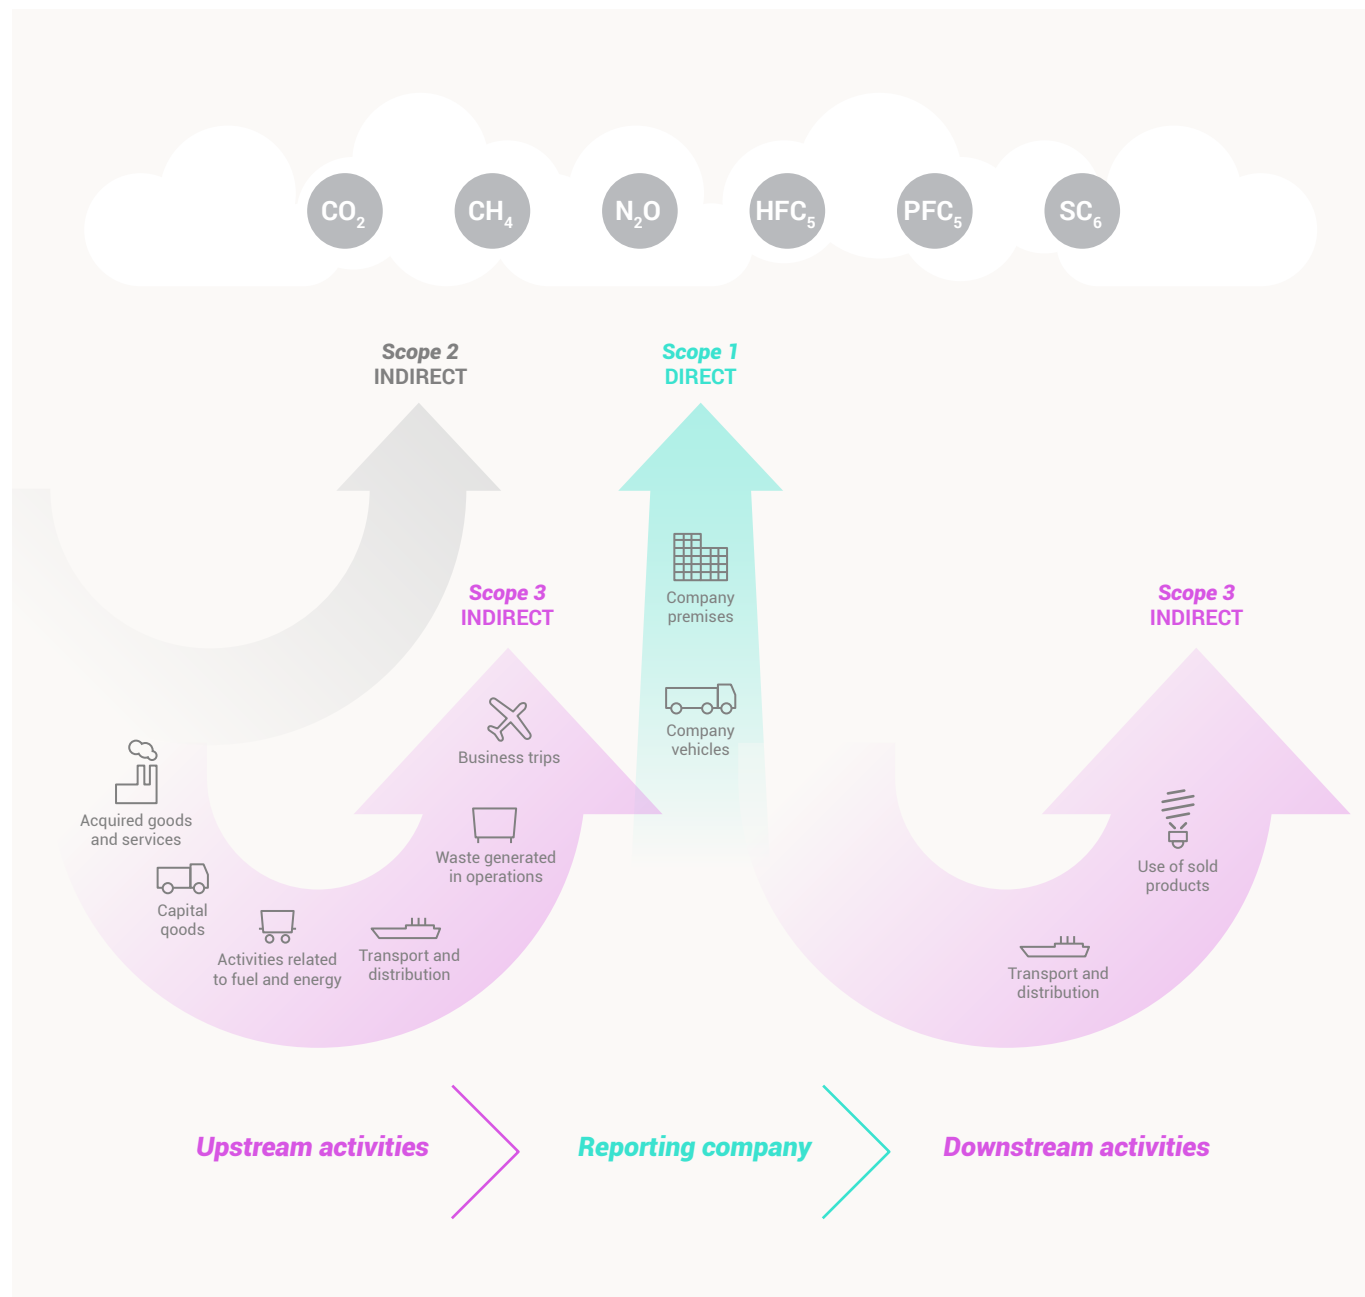 CO₂
CH₄
N₂O
HFC₅
PFC₅
SC₆
Scope 2
INDIRECT
Scope 1
DIRECT
Company
premises
Company
vehicles
Scope 3
INDIRECT
Business trips
Waste generated
in operations
Acquired goods
and services
Capital
qoods
Activities related
to fuel and energy
Transport and
distribution
Scope 3
INDIRECT
Use of sold
products
Transport and
distribution
Upstream activities
Reporting company
Downstream activities